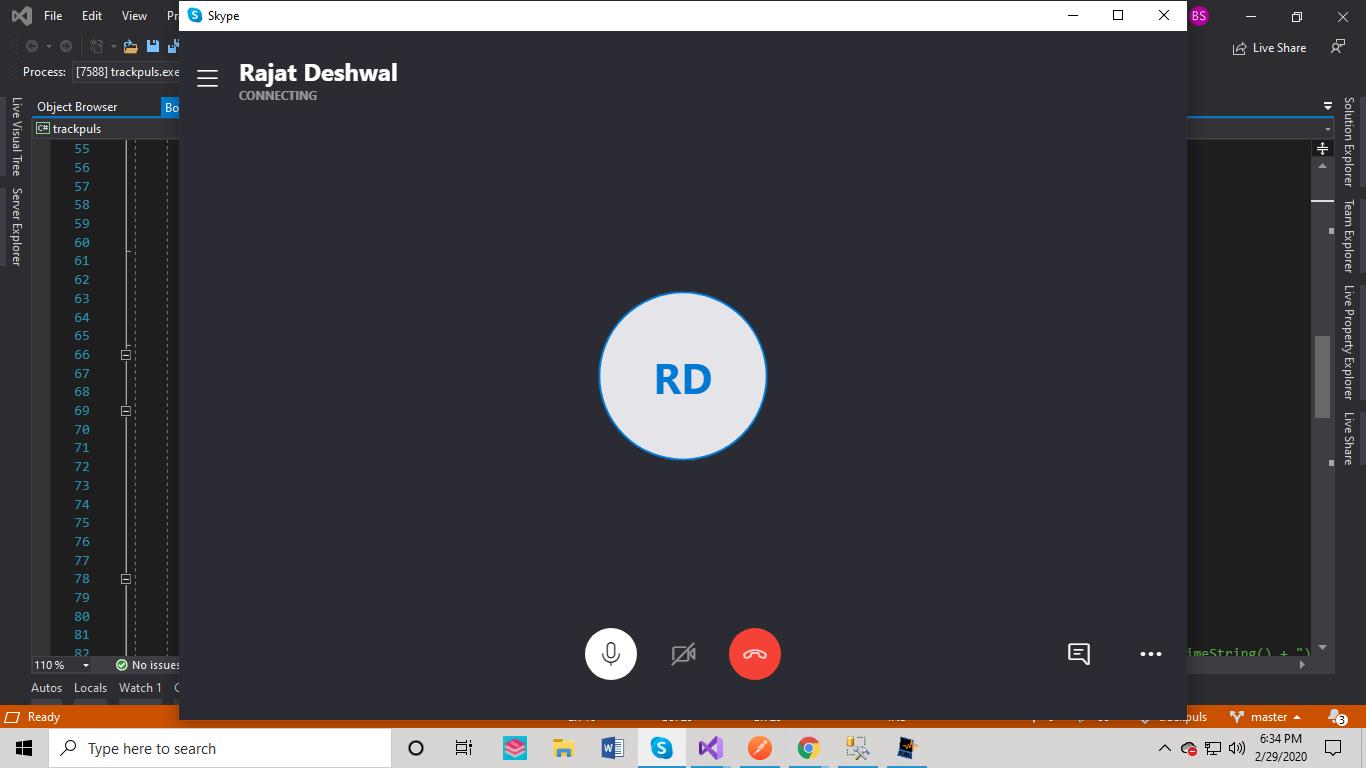 File Edit View Pr
Skype
BS
Live Share
Process: [7588] trackpuls.exe
Rajat Deshwal
CONNECTING
Object Browser Bo
C# trackpuls
55
56
57
58
59
60
61
62
63
64
65
66
67
68
69
70
71
72
73
74
75
76
77
78
79
80
81
82
RD
Live Visual Tree
Server Explorer
Solution Explorer
Team Explorer
Live Property Explorer
Live Share
imeString() + ")
110 % No issues
Autos Locals Watch 1
Ready
master
3
Type here to search
6:34 PM
2/29/2020